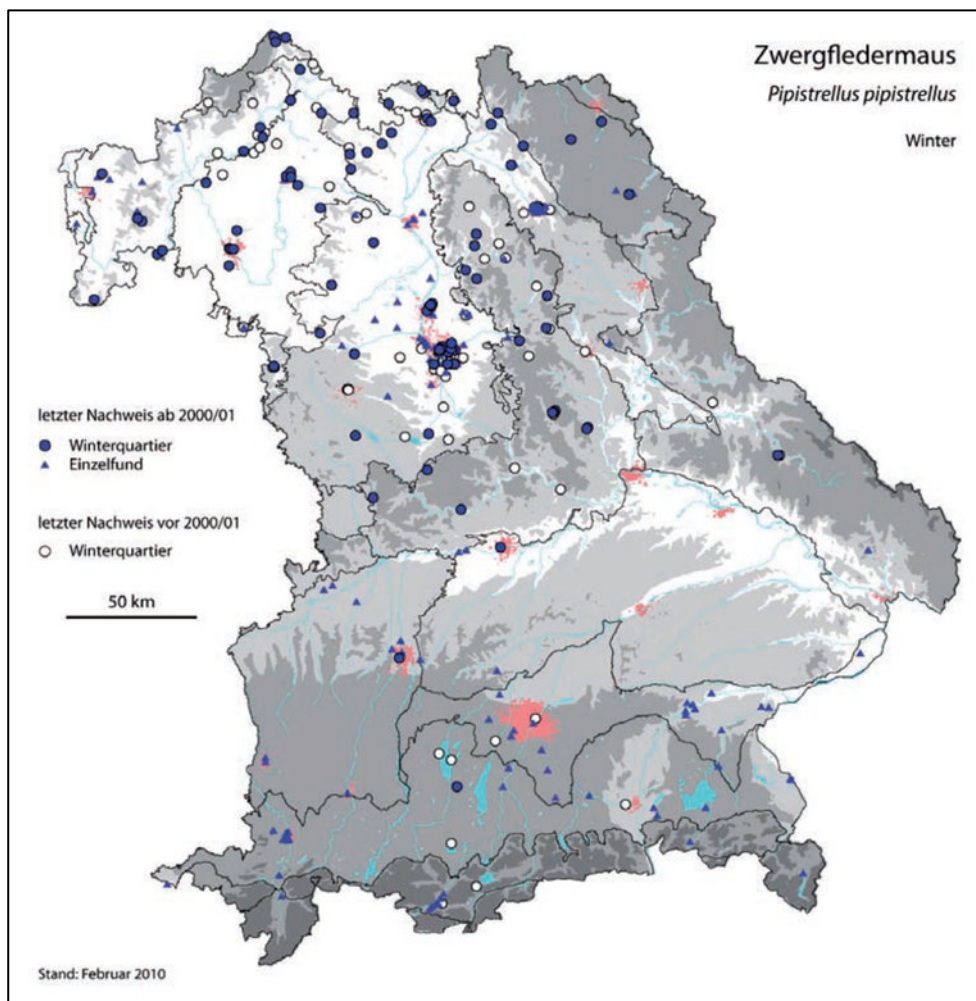 Zwergfledermaus
Pipistrellus pipistrellus
Winter
letzter Nachweis ab 2000/01
Winterquartier
Einzelfund
letzter Nachweis vor 2000/01
Winterquartier
50 km
Stand: Februar 2010